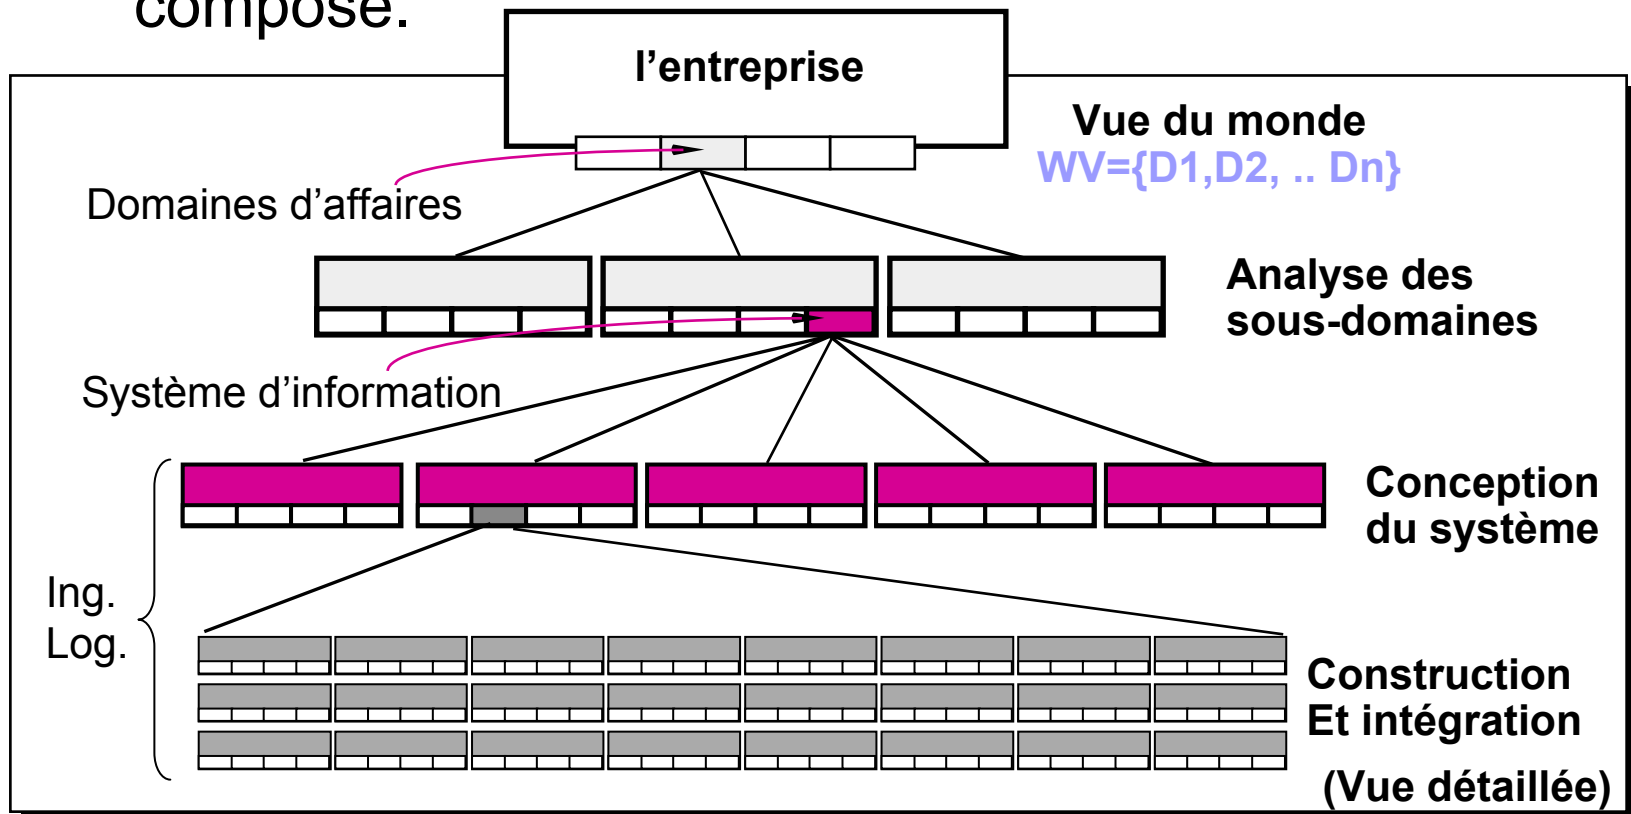 composé.
l’entreprise
Vue du monde
WV={D1,D2, .. Dn}
Domaines d’affaires
Analyse des
sous-domaines
Système d’information
Conception
du système
Ing.
Log.
Construction
Et intégration
(Vue détaillée)